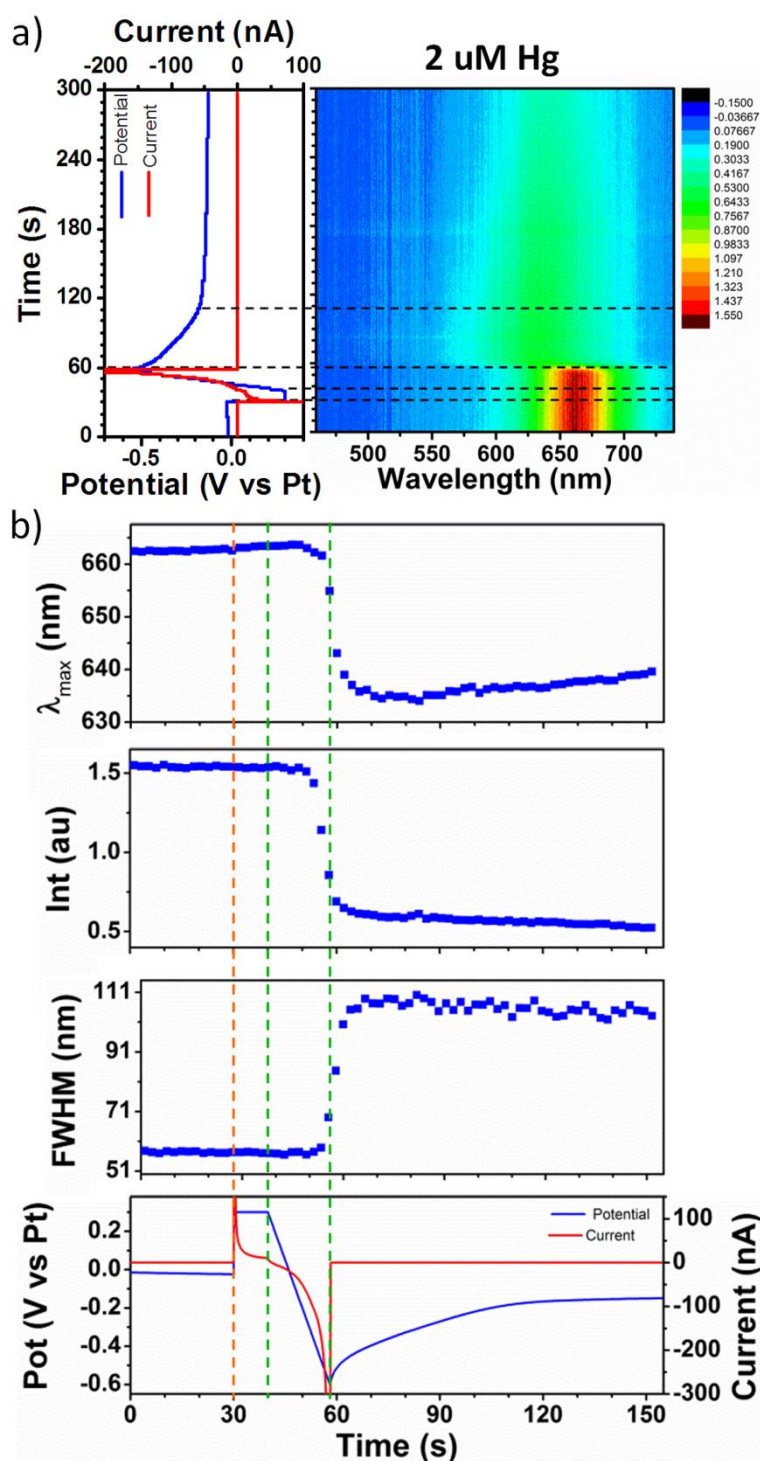 a)
Current (nA)
-200 -100 0 100
2 uM Hg
300
240
180
120
60
0
Time (s)
Potential
Current
-0.5 0.0
Potential (V vs Pt)
450 500 550 600 650 700
Wavelength (nm)
-0.1500
-0.03667
0.07667
0.1900
0.3033
0.4167
0.5300
0.6433
0.7567
0.8700
0.9833
1.097
1.210
1.323
1.437
1.550
b)
λmax (nm)
660
650
640
630
Int (au)
1.5
1.0
0.5
FWHM (nm)
111
91
71
51
Pot (V vs Pt)
0.2
0.0
-0.2
-0.4
-0.6
Potential
Current
100
0
-100
-200
-300
Current (nA)
0 30 60 90 120 150
Time (s)